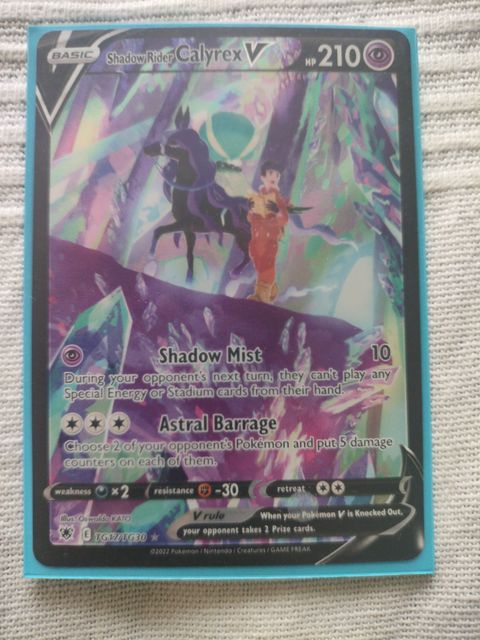 BASIC
Shadow Rider Calyrex V HP 210
Shadow Mist 10
During your opponent's next turn, they can't play any
Special Energy or Stadium cards from their hand.
Astral Barrage
Choose 2 of your opponent's Pokémon and put 5 damage
counters on each of them.
weakness ×2 resistance -30 retreat
Illus. Oswaldo KATO
V rule When your Pokémon V is Knocked Out,
your opponent takes 2 Prize cards.
E TG17/TG30
©2022 Pokémon / Nintendo / Creatures / GAME FREAK